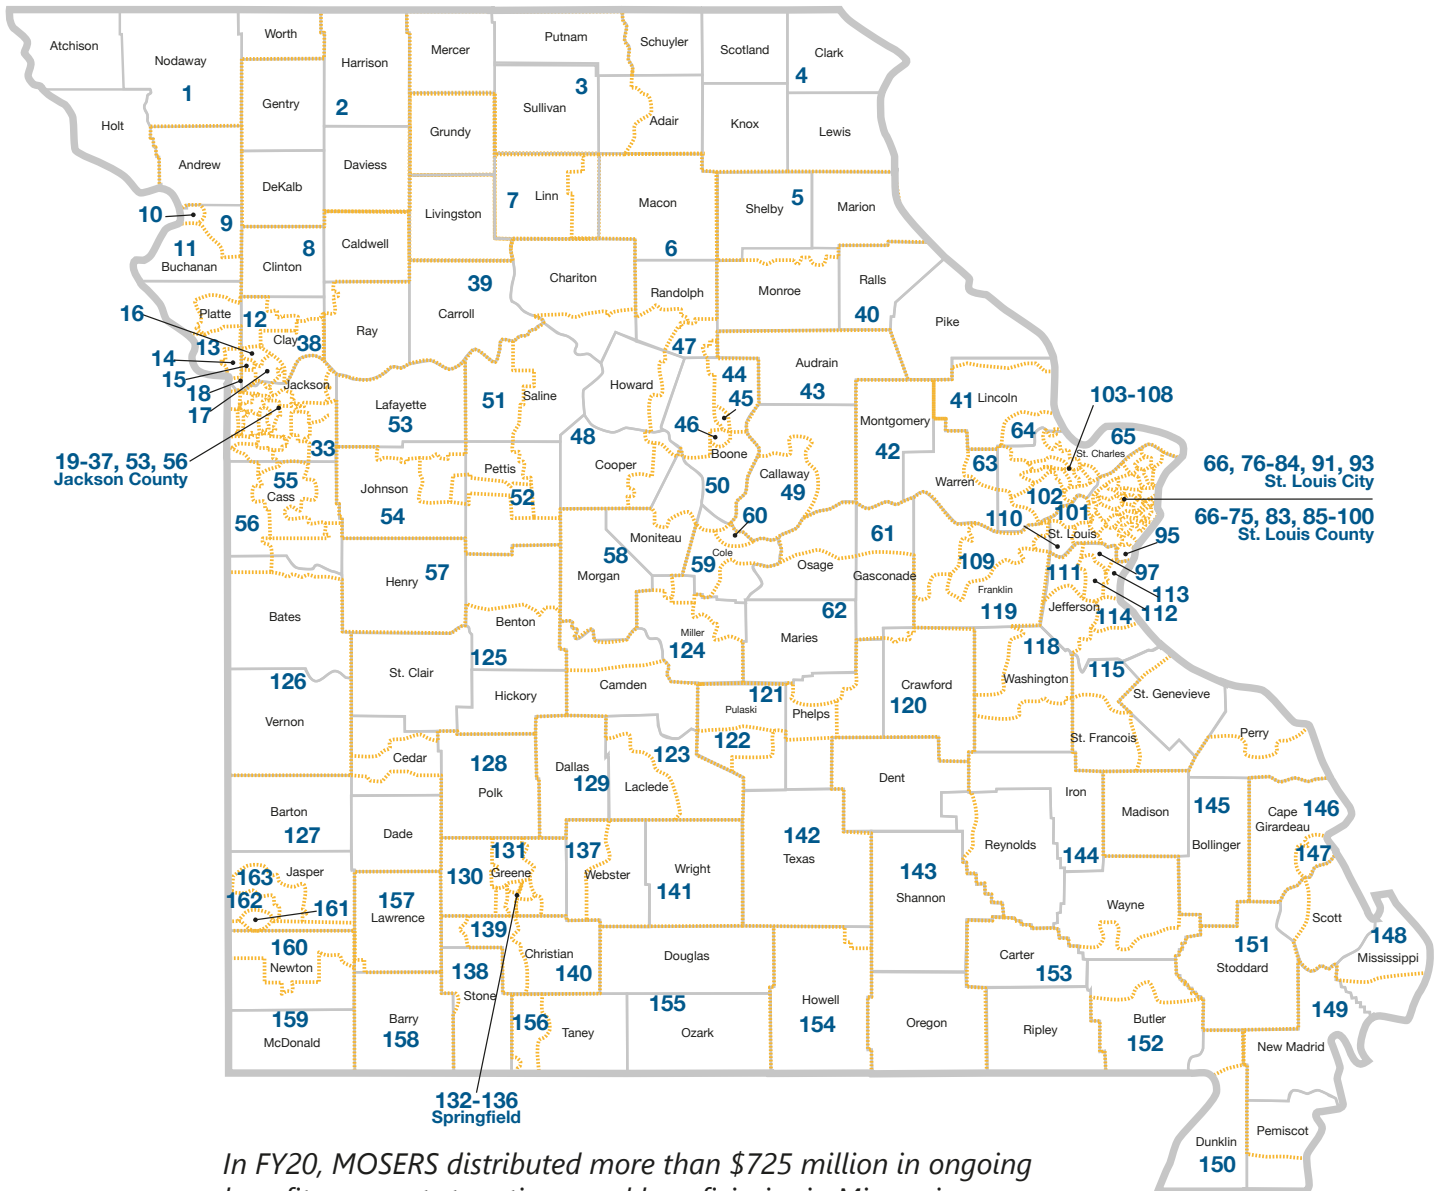 Atchison
Nodaway
1
Worth
Harrison
2
Mercer
Putnam
3
Schuyler
Scotland
Clark
4
Gentry
Holt
Sullivan
Adair
Knox
Lewis
Grundy
Andrew
DeKalb
Daviess
7
Linn
Macon
6
Shelby
5
Marion
Livingston
10
9
11
Buchanan
8
Clinton
Caldwell
Chariton
Randolph
Monroe
Ralls
40
Pike
39
Carroll
Platte
12
Clay
38
Ray
16
13
14
15
18
17
Jackson
47
Audrain
43
44
45
46
Boone
Howard
51
Saline
Lafayette
53
41
Lincoln
103-108
64
65
St. Charles
Montgomery
42
48
33
19-37, 53, 56
Jackson County
63
Warren
66, 76-84, 91, 93
St. Louis City
66-75, 83, 85-100
St. Louis County
Cooper
Callaway
49
50
Pettis
52
Johnson
54
55
Cass
56
102
101
110
St. Louis
95
97
113
112
60
Cole
59
Moniteau
58
Morgan
61
Osage
Gasconade
109
Franklin
119
111
Jefferson
114
57
Henry
Bates
Benton
125
62
Maries
Miller
124
118
Washington
115
St. Genevieve
St. Clair
Hickory
Camden
126
Vernon
121
Pulaski
122
Phelps
Crawford
120
St. Francois
Perry
Cedar
128
Polk
Dallas
129
123
Laclede
Dent
Iron
Madison
145
Bollinger
Cape
Girardeau
146
147
Barton
127
Dade
142
Texas
Reynolds
144
131
Greene
130
137
Webster
Wright
141
143
Shannon
Wayne
163
Jasper
162
161
157
Lawrence
Scott
148
Mississippi
160
Newton
139
Christian
140
138
Stone
Douglas
Carter
153
151
Stoddard
159
McDonald
Barry
158
156
Taney
155
Ozark
Howell
154
Oregon
Ripley
Butler
152
149
New Madrid
132-136
Springfield
Pemiscot
Dunklin
150
In FY20, MOSERS distributed more than $725 million in ongoing